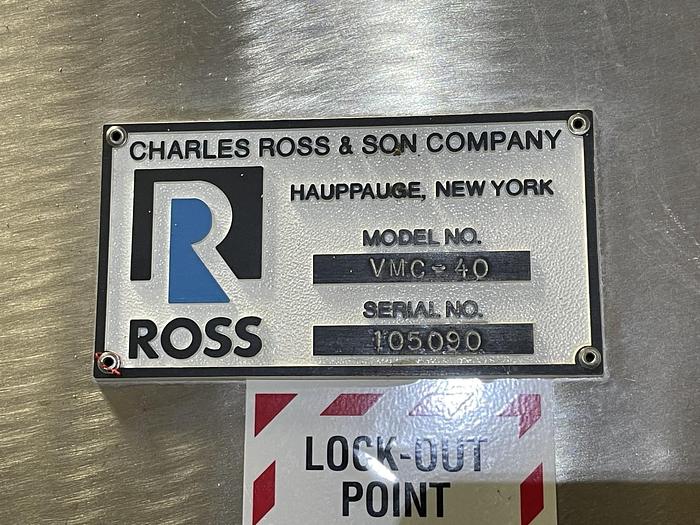 CHARLES ROSS & SON COMPANY
HAUPPAUGE, NEW YORK
MODEL NO.
VMC-40
SERIAL NO.
105090
R
ROSS
LOCK-OUT
POINT